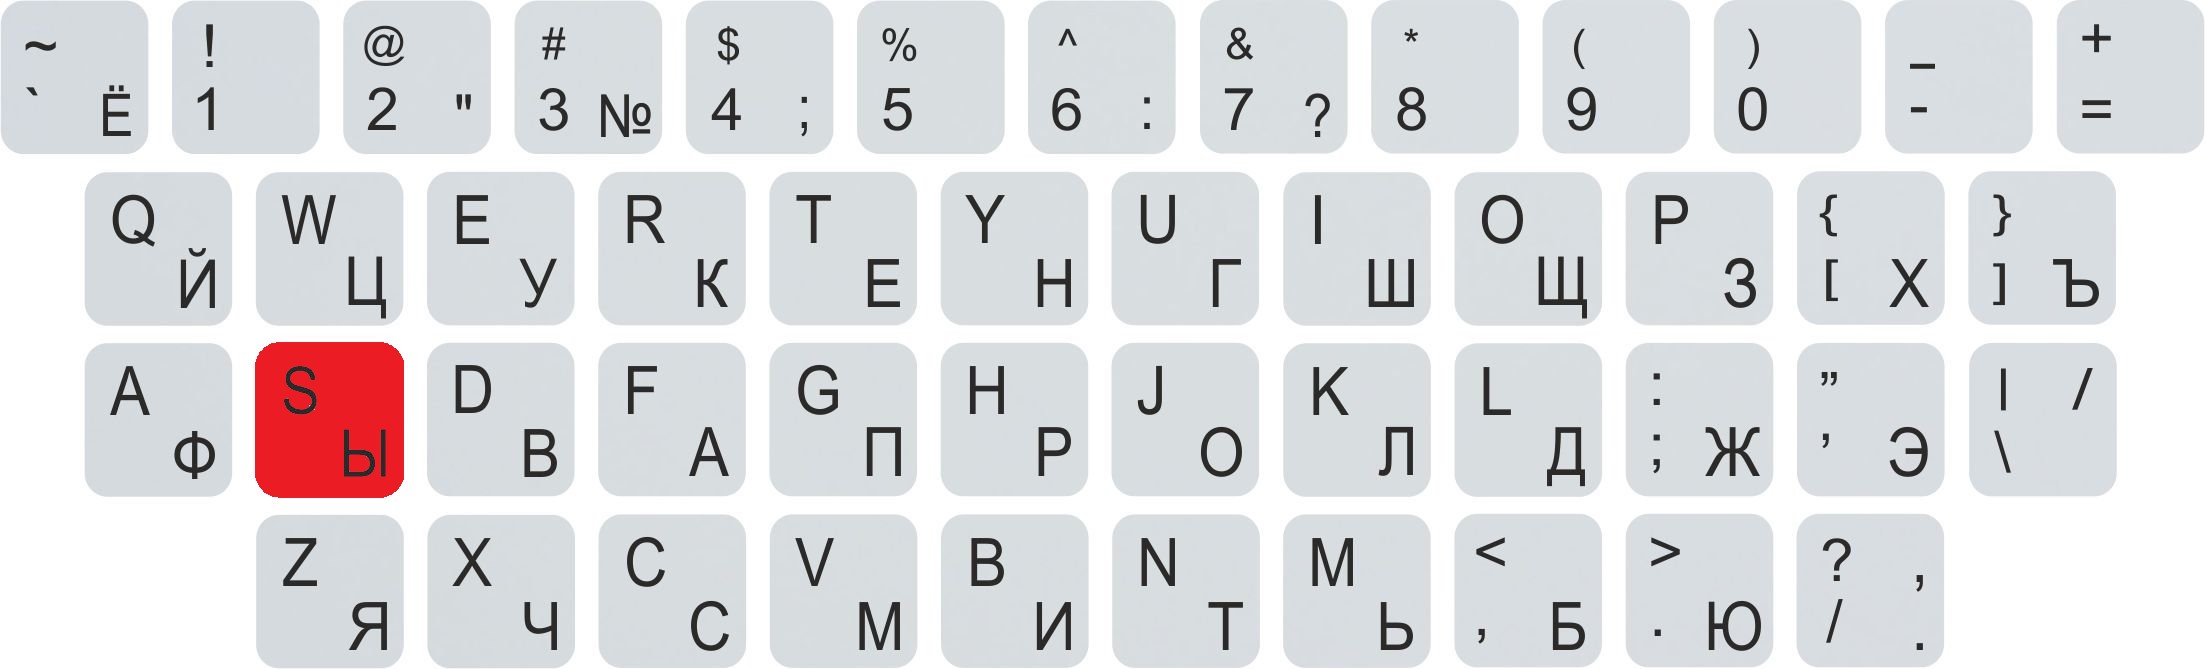 ~ ! @ # $ % ^ & * ( ) _ +
` Ё 1 2 " 3 № 4 ; 5 6 : 7 ? 8 9 0 - =
Q W E R T Y U I O P { }
Й Ц У К Е Н Г Ш Щ З [ Х ] Ъ
A S D F G H J K L : ” | /
Ф Ы В А П Р О Л Д ; Ж ’ Э \
Z X C V B N M < > ? ,
Я Ч С М И Т Ь , Б . Ю / .